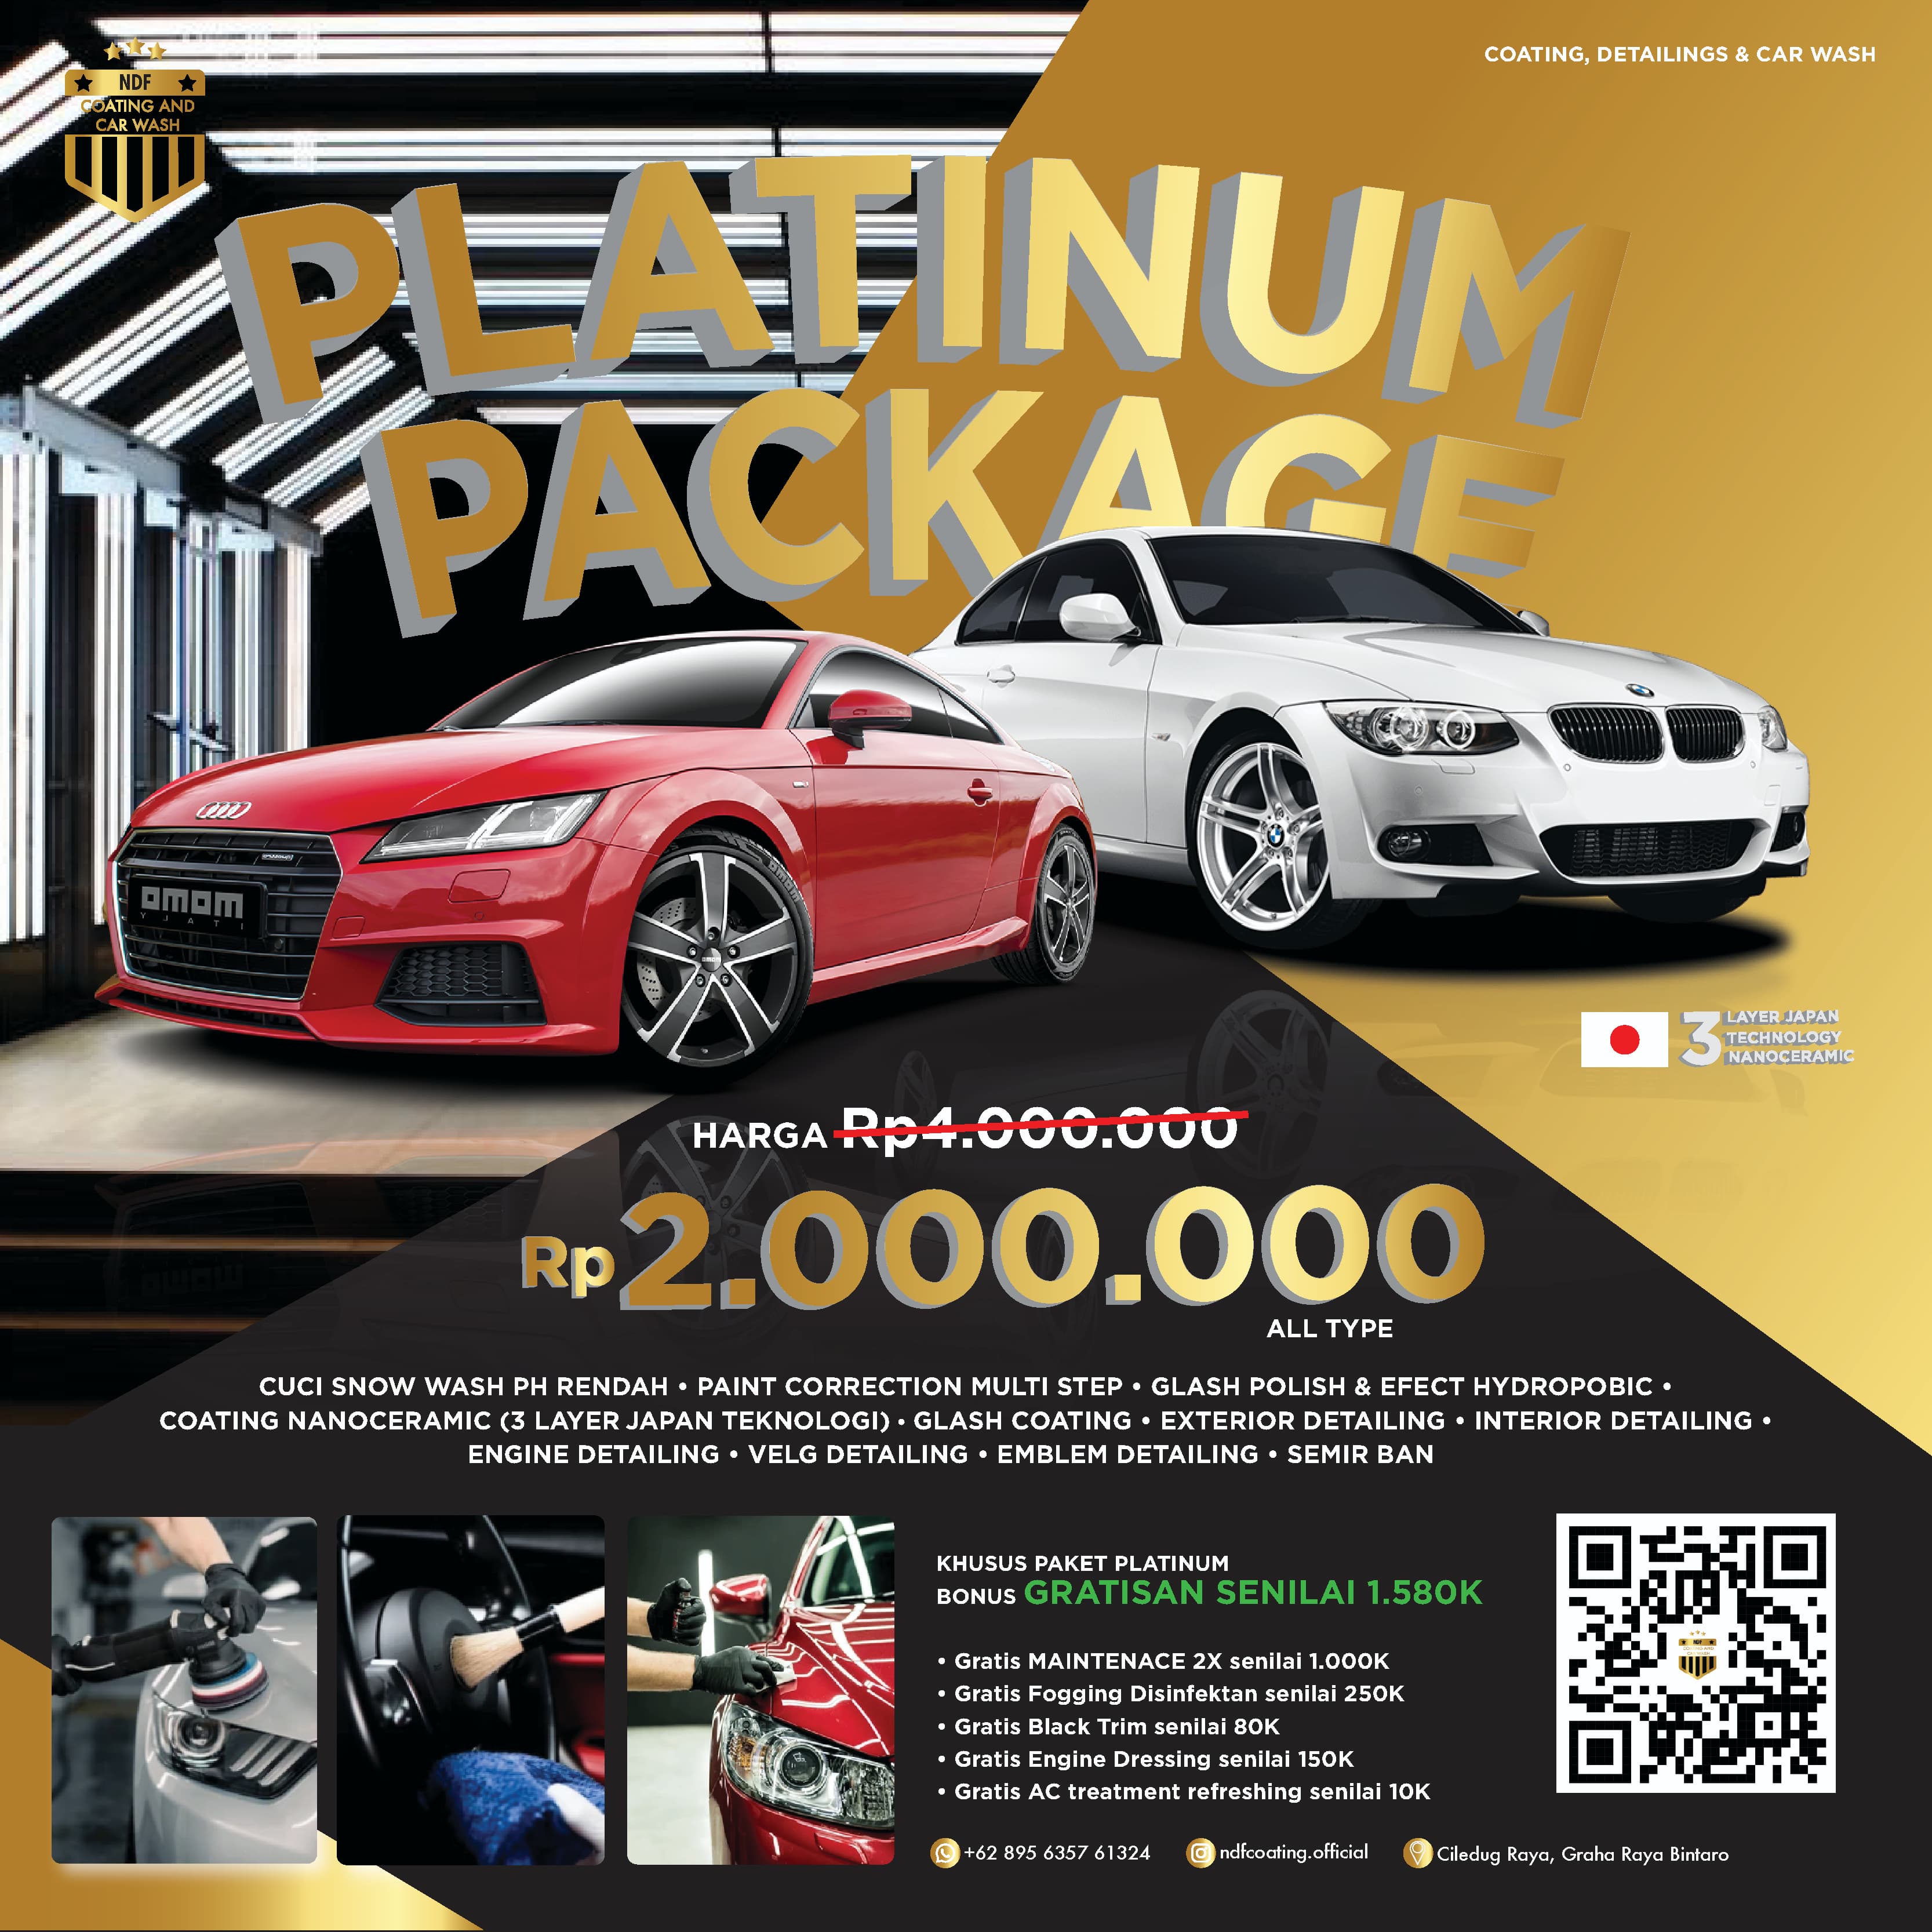 NDF
COATING AND
CAR WASH
COATING, DETAILINGS & CAR WASH
PLATINUM
PACKAGE
3 LAYER JAPAN
TECHNOLOGY
NANOCERAMIC
HARGA Rp4.000.000
Rp2.000.000
ALL TYPE
CUCI SNOW WASH PH RENDAH • PAINT CORRECTION MULTI STEP • GLASH POLISH & EFECT HYDROPOBIC •
COATING NANOCERAMIC (3 LAYER JAPAN TEKNOLOGI) • GLASH COATING • EXTERIOR DETAILING • INTERIOR DETAILING •
ENGINE DETAILING • VELG DETAILING • EMBLEM DETAILING • SEMIR BAN
KHUSUS PAKET PLATINUM
BONUS GRATISAN SENILAI 1.580K
• Gratis MAINTENACE 2X senilai 1.000K
• Gratis Fogging Disinfektan senilai 250K
• Gratis Black Trim senilai 80K
• Gratis Engine Dressing senilai 150K
• Gratis AC treatment refreshing senilai 10K
+62 895 6357 61324
ndfcoating.official
Ciledug Raya, Graha Raya Bintaro